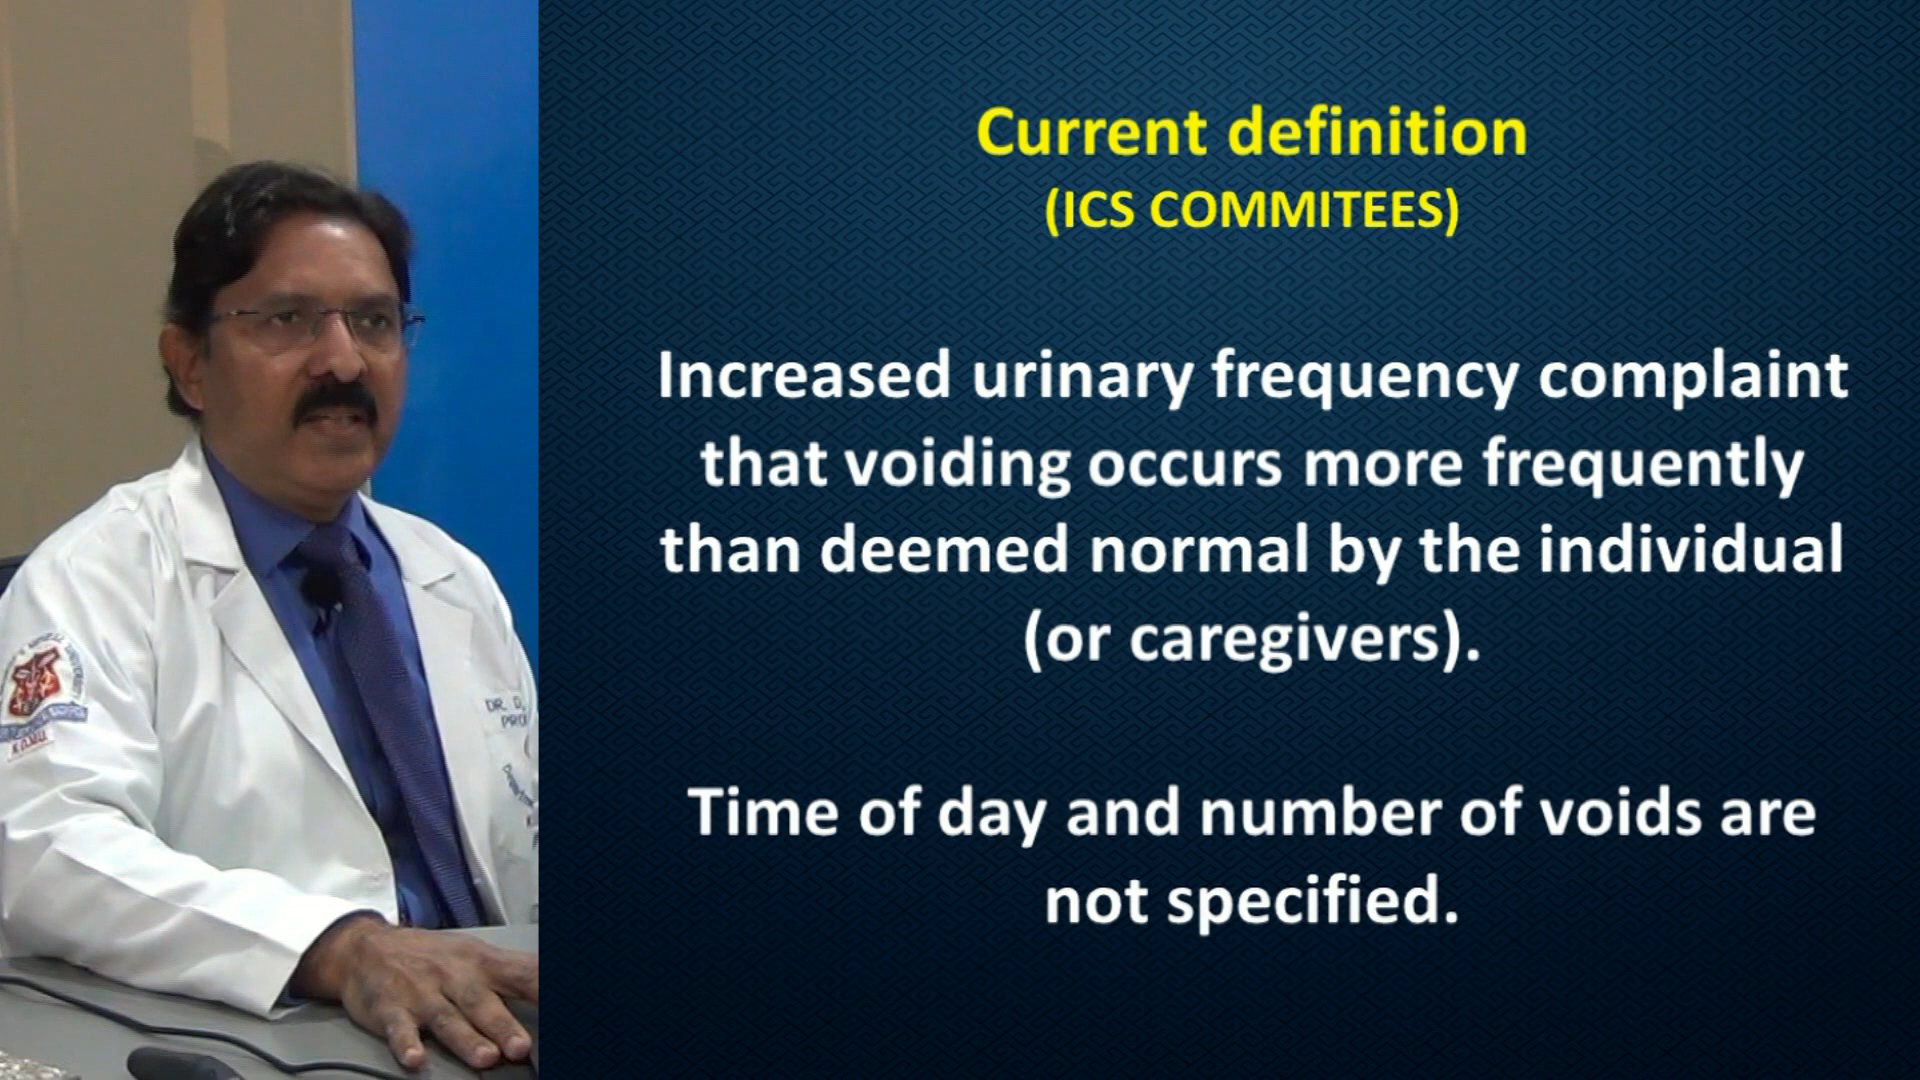 Current definition
(ICS COMMITEES)
Increased urinary frequency complaint
that voiding occurs more frequently
than deemed normal by the individual
(or caregivers).
Time of day and number of voids are
not specified.
DR. D.
K.G.M.U.